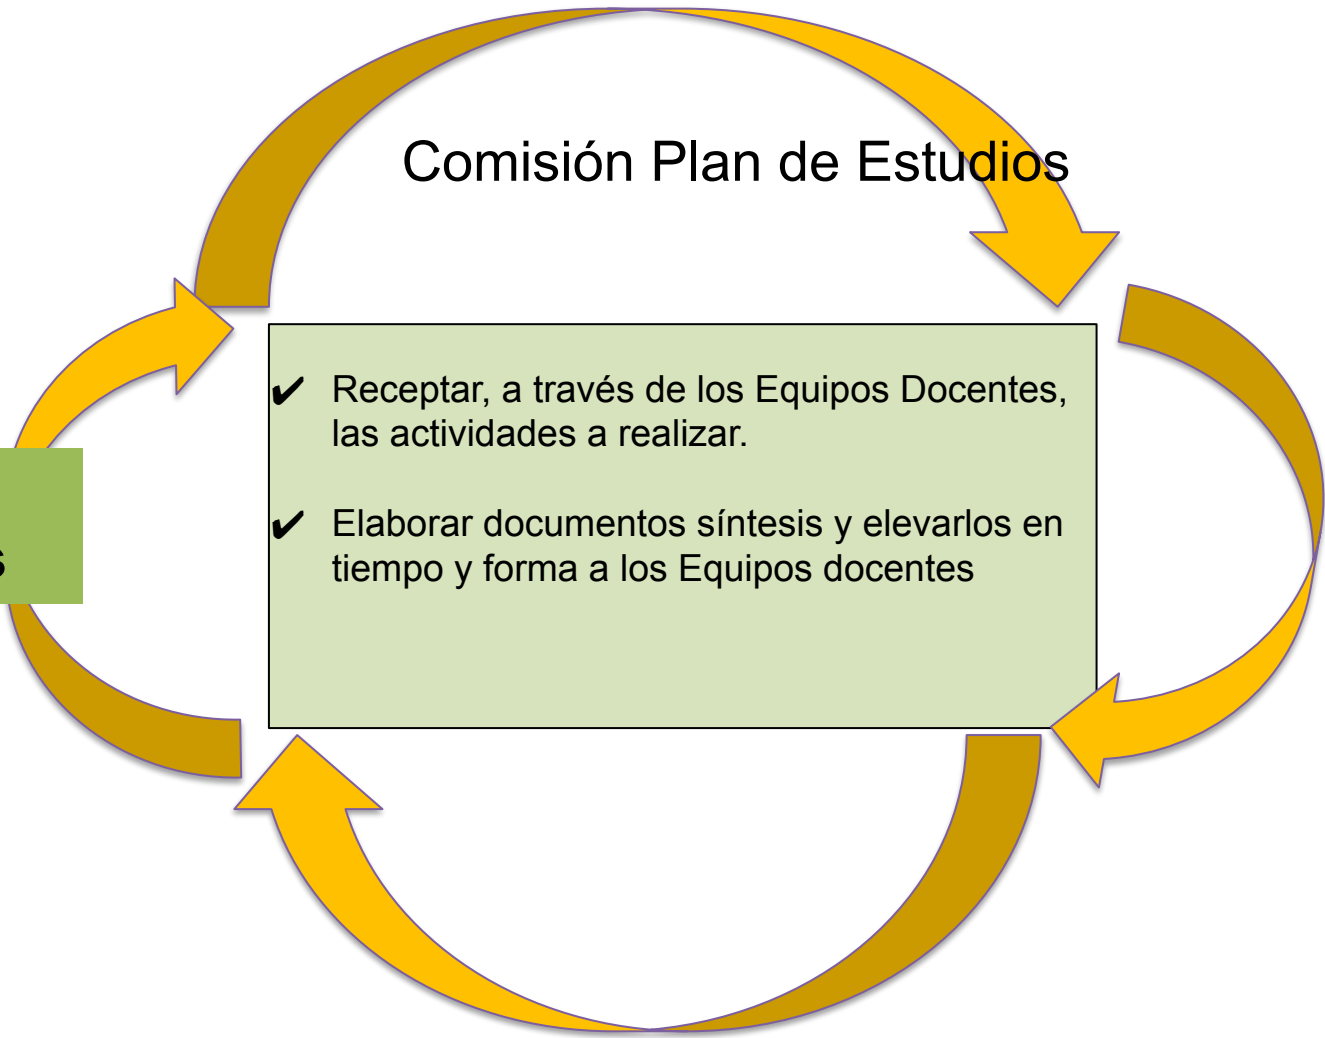 Comisión Plan de Estudios
✔ Receptar, a través de los Equipos Docentes,
las actividades a realizar.
✔ Elaborar documentos síntesis y elevarlos en
tiempo y forma a los Equipos docentes